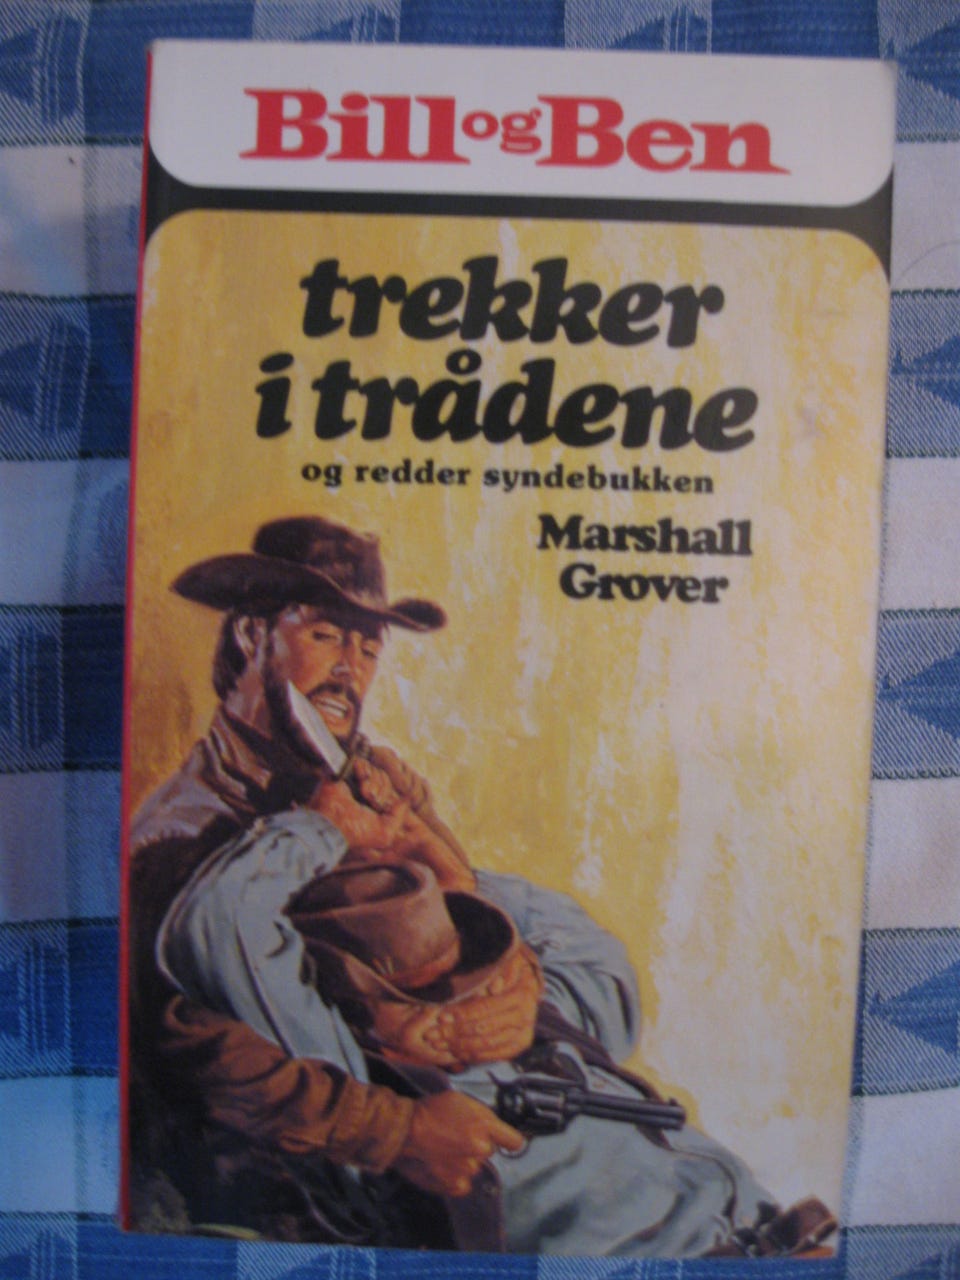 Bill og Ben
trekker
i trådene
og redder syndebukken
Marshall
Grover